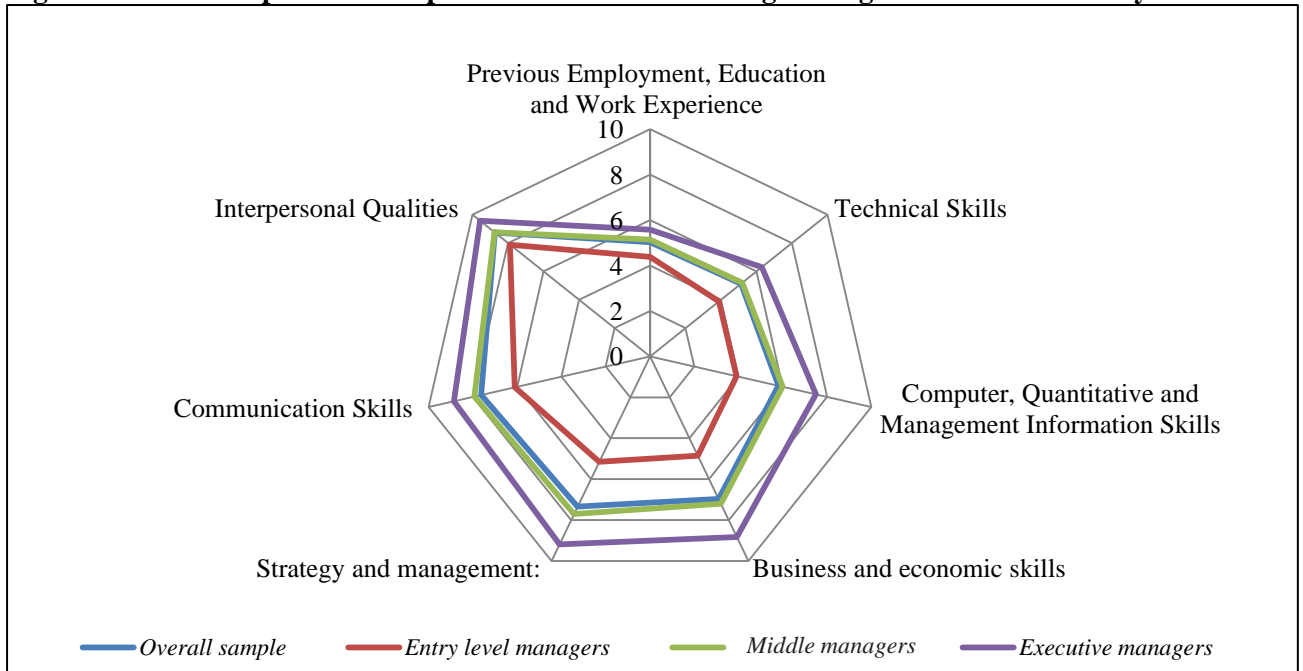 Previous Employment, Education
and Work Experience
10
8
6
4
2
0
Interpersonal Qualities
Technical Skills
Communication Skills
Computer, Quantitative and
Management Information Skills
Strategy and management:
Business and economic skills
Overall sample
Entry level managers
Middle managers
Executive managers